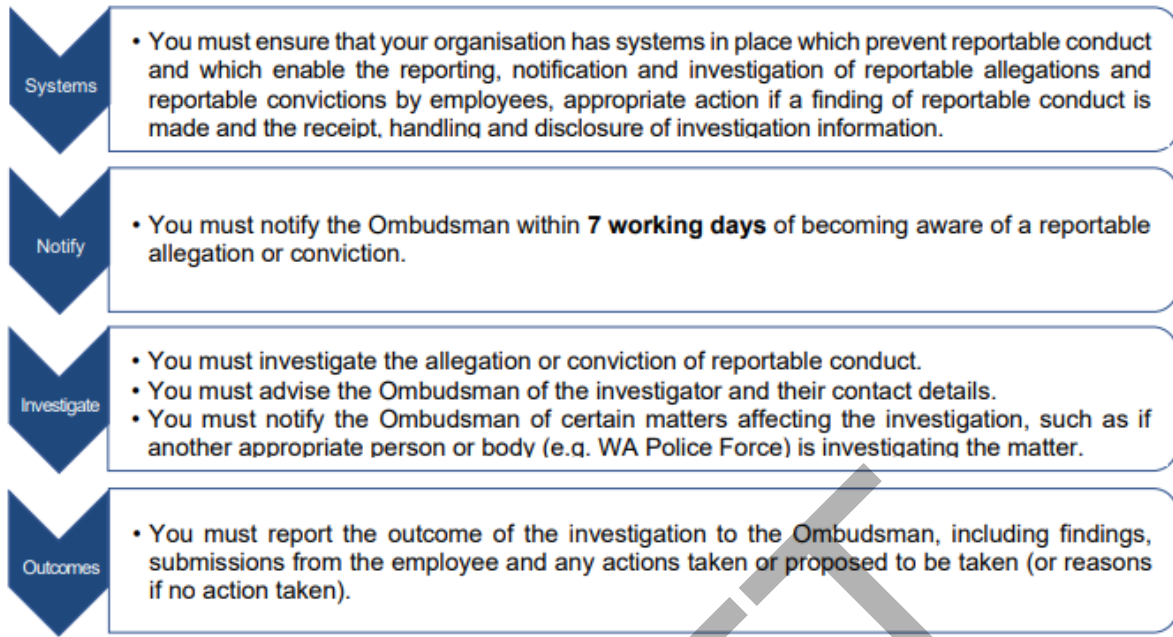 Systems
• You must ensure that your organisation has systems in place which prevent reportable conduct
and which enable the reporting, notification and investigation of reportable allegations and
reportable convictions by employees, appropriate action if a finding of reportable conduct is
made and the receipt, handling and disclosure of investigation information.
Notify
• You must notify the Ombudsman within 7 working days of becoming aware of a reportable
allegation or conviction.
Investigate
• You must investigate the allegation or conviction of reportable conduct.
• You must advise the Ombudsman of the investigator and their contact details.
• You must notify the Ombudsman of certain matters affecting the investigation, such as if
another appropriate person or body (e.g. WA Police Force) is investigating the matter.
Outcomes
• You must report the outcome of the investigation to the Ombudsman, including findings,
submissions from the employee and any actions taken or proposed to be taken (or reasons
if no action taken).